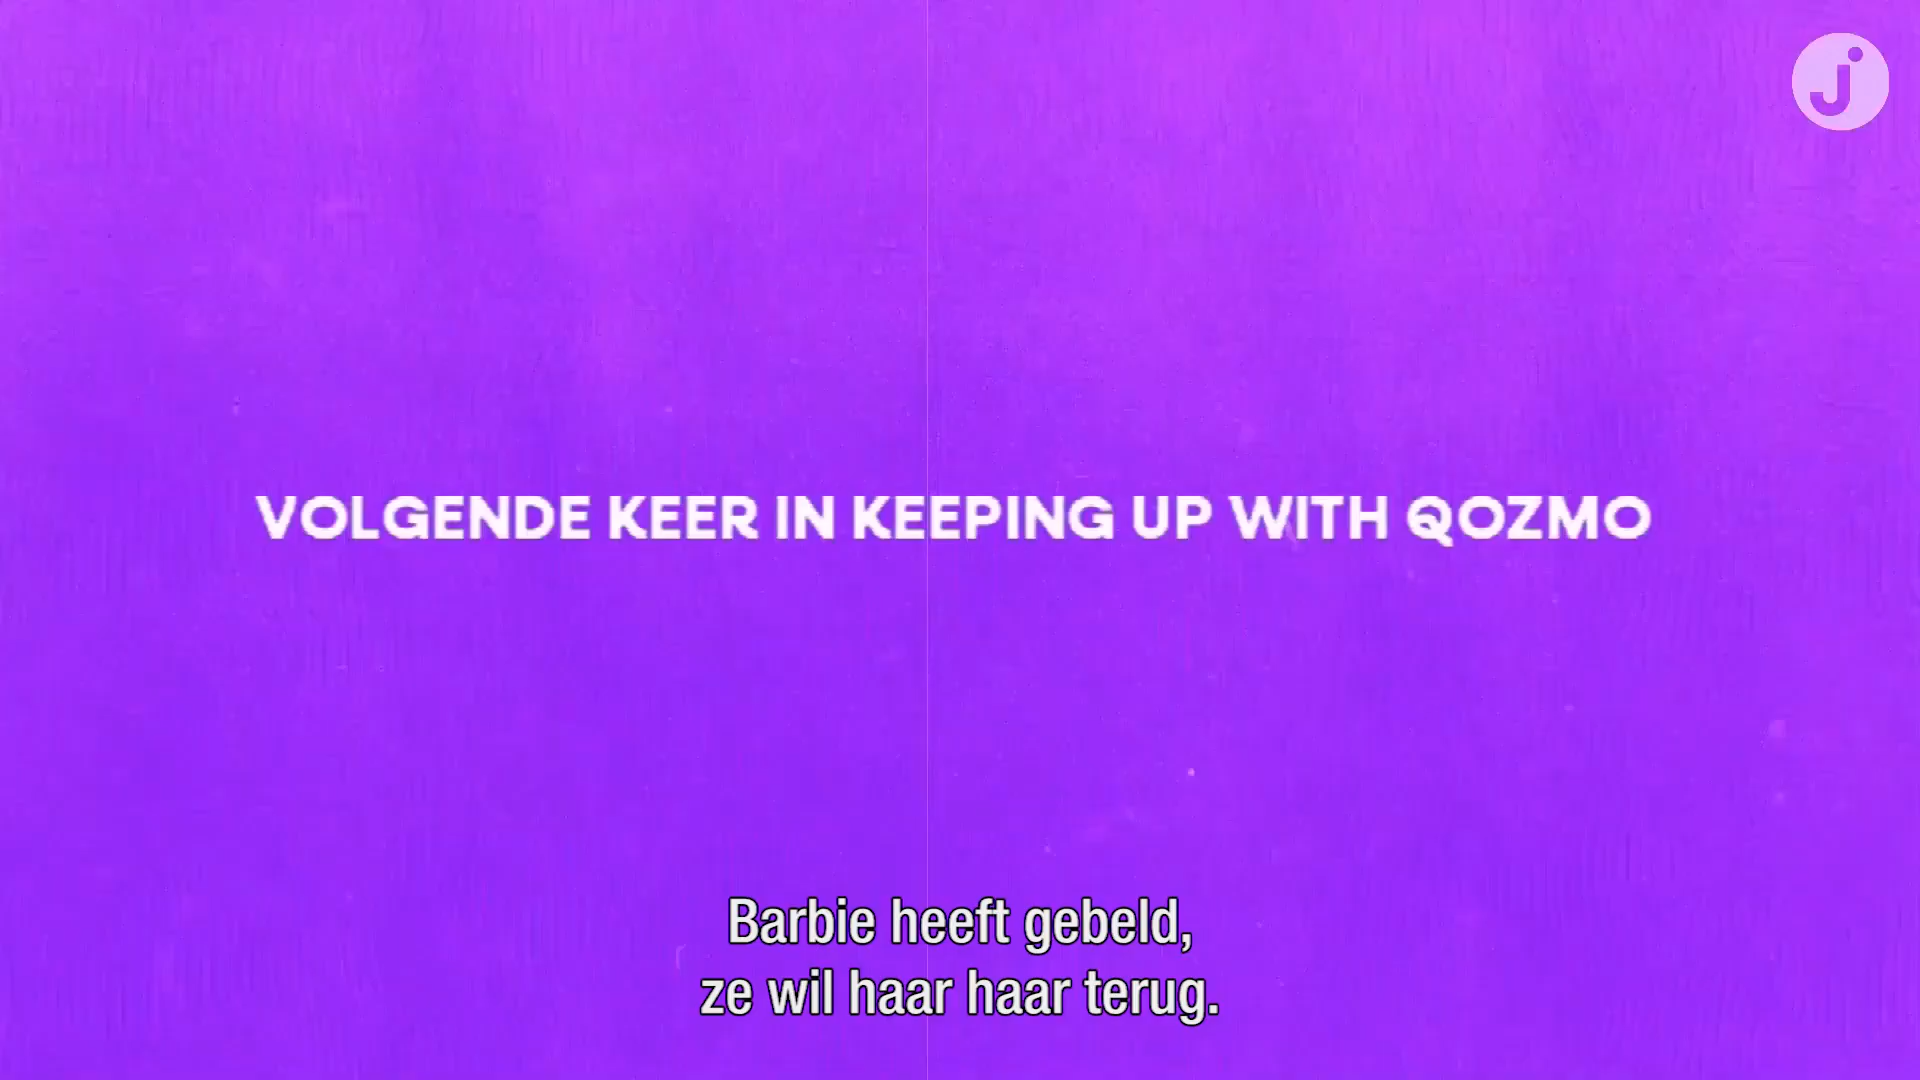 J
VOLGENDE KEER IN KEEPING UP WITH QOZMO
Barbie heeft gebeld,
ze wil haar haar terug.